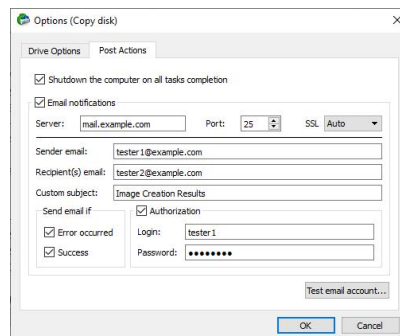 Options (Copy disk)
Drive Options Post Actions
Shutdown the computer on all tasks completion
Email notifications
Server: mail.example.com Port: 25 SSL Auto
Sender email: tester1@example.com
Recipient(s) email: tester2@example.com
Custom subject: Image Creation Results
Send email if Authorization
Error occurred Login: tester1
Success Password: ●●●●●●●●
Test email account...
OK Cancel